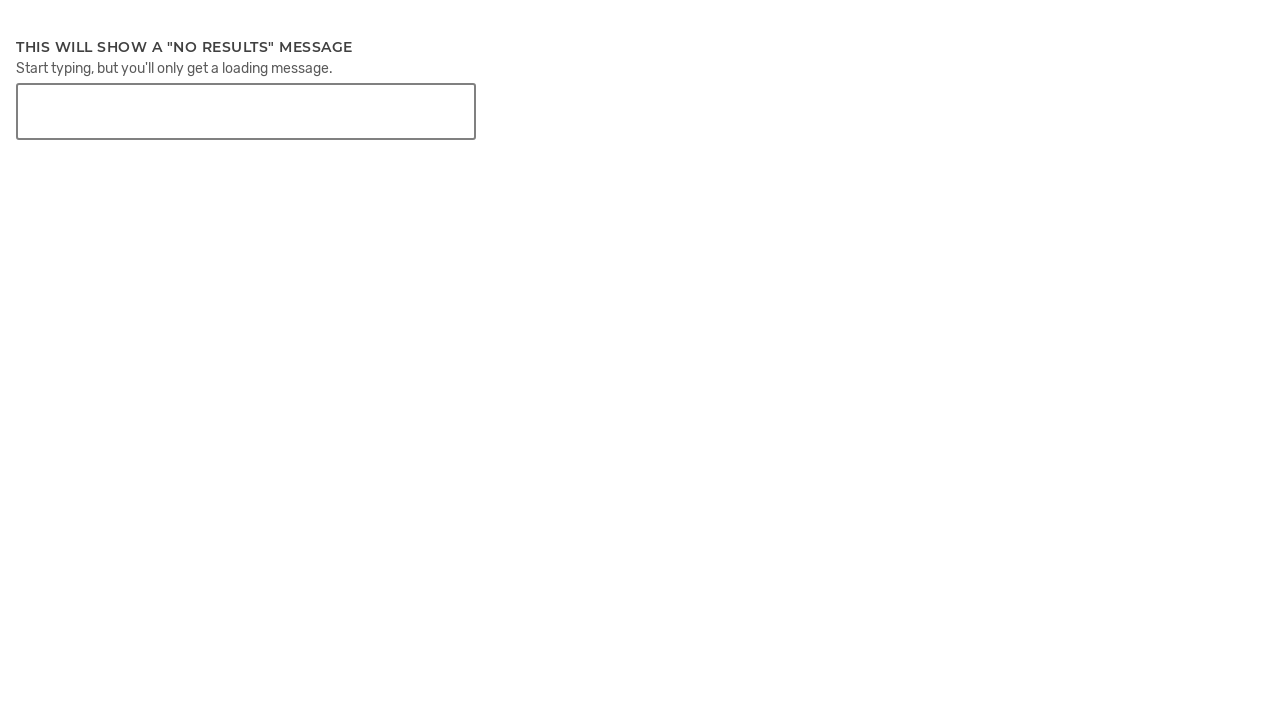 THIS WILL SHOW A "NO RESULTS" MESSAGE
Start typing, but you'll only get a loading message.